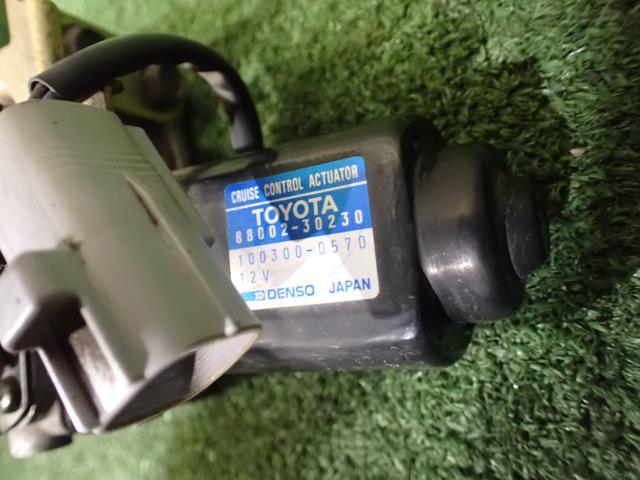 CRUISE CONTROL ACTUATOR
TOYOTA
88002-30230
100300-0570
12V
DENSO JAPAN